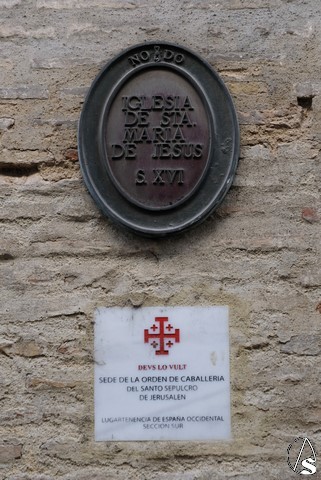 NO8DO
IGLESIA
DE STA.
MARIA
DE JESUS
S. XVI
DEVS LO VULT
SEDE DE LA ORDEN DE CABALLERIA
DEL SANTO SEPULCRO
DE JERUSALEN
LUGARTENENCIA DE ESPAÑA OCCIDENTAL
SECCION SUR